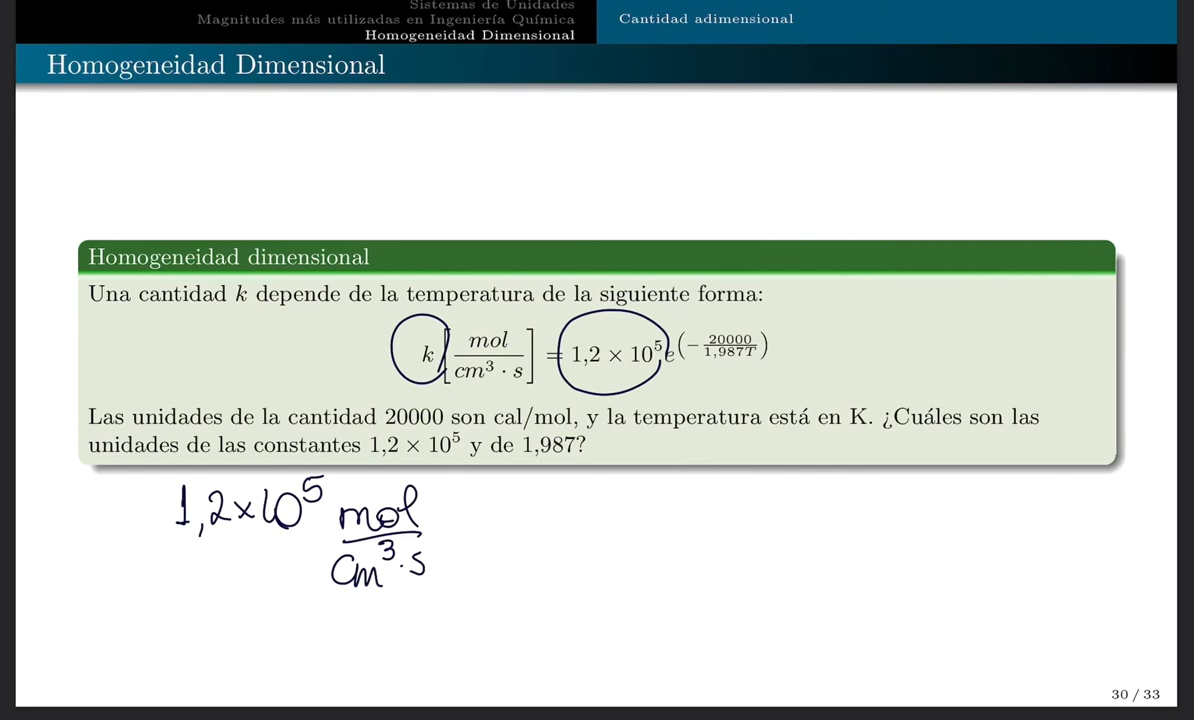 Sistemas de Unidades
Magnitudes más utilizadas en Ingeniería Química
Homogeneidad Dimensional
Cantidad adimensional
Homogeneidad Dimensional
Homogeneidad dimensional
Una cantidad k depende de la temperatura de la siguiente forma:
k [mol / cm³ · s] = 1,2 × 10⁵ e^(− 20000 / 1,987T)
Las unidades de la cantidad 20000 son cal/mol, y la temperatura está en K. ¿Cuáles son las
unidades de las constantes 1,2 × 10⁵ y de 1,987?
1,2×10⁵ mol / cm³·s
30 / 33